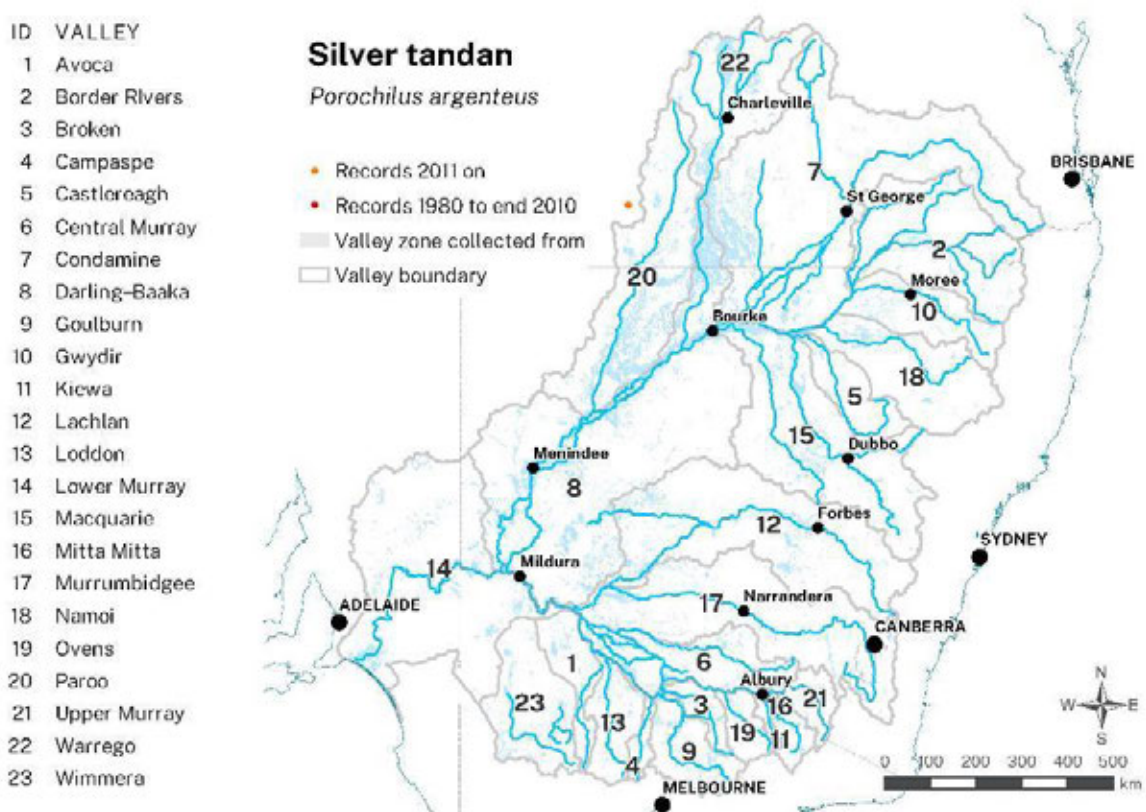 ID VALLEY
1 Avoca
2 Border RIvers
3 Broken
4 Campaspe
5 Castlereagh
6 Central Murray
7 Condamine
8 Darling–Baaka
9 Goulburn
10 Gwydir
11 Kiewa
12 Lachlan
13 Loddon
14 Lower Murray
15 Macquarie
16 Mitta Mitta
17 Murrumbidgee
18 Namoi
19 Ovens
20 Paroo
21 Upper Murray
22 Warrego
23 Wimmera
Silver tandan
Porochilus argenteus
Records 2011 on
Records 1980 to end 2010
Valley zone collected from
Valley boundary
22
Charleville
BRISBANE
7
St George
2
20
Moree
10
Bourke
18
5
15
Dubbo
Menindee
8
12
Forbes
SYDNEY
14
Mildura
ADELAIDE
17
Narrandera
CANBERRA
1
6
Albury
23
13
3
16
21
19
11
9
4
MELBOURNE
N
W E
S
0 100 200 300 400 500
km